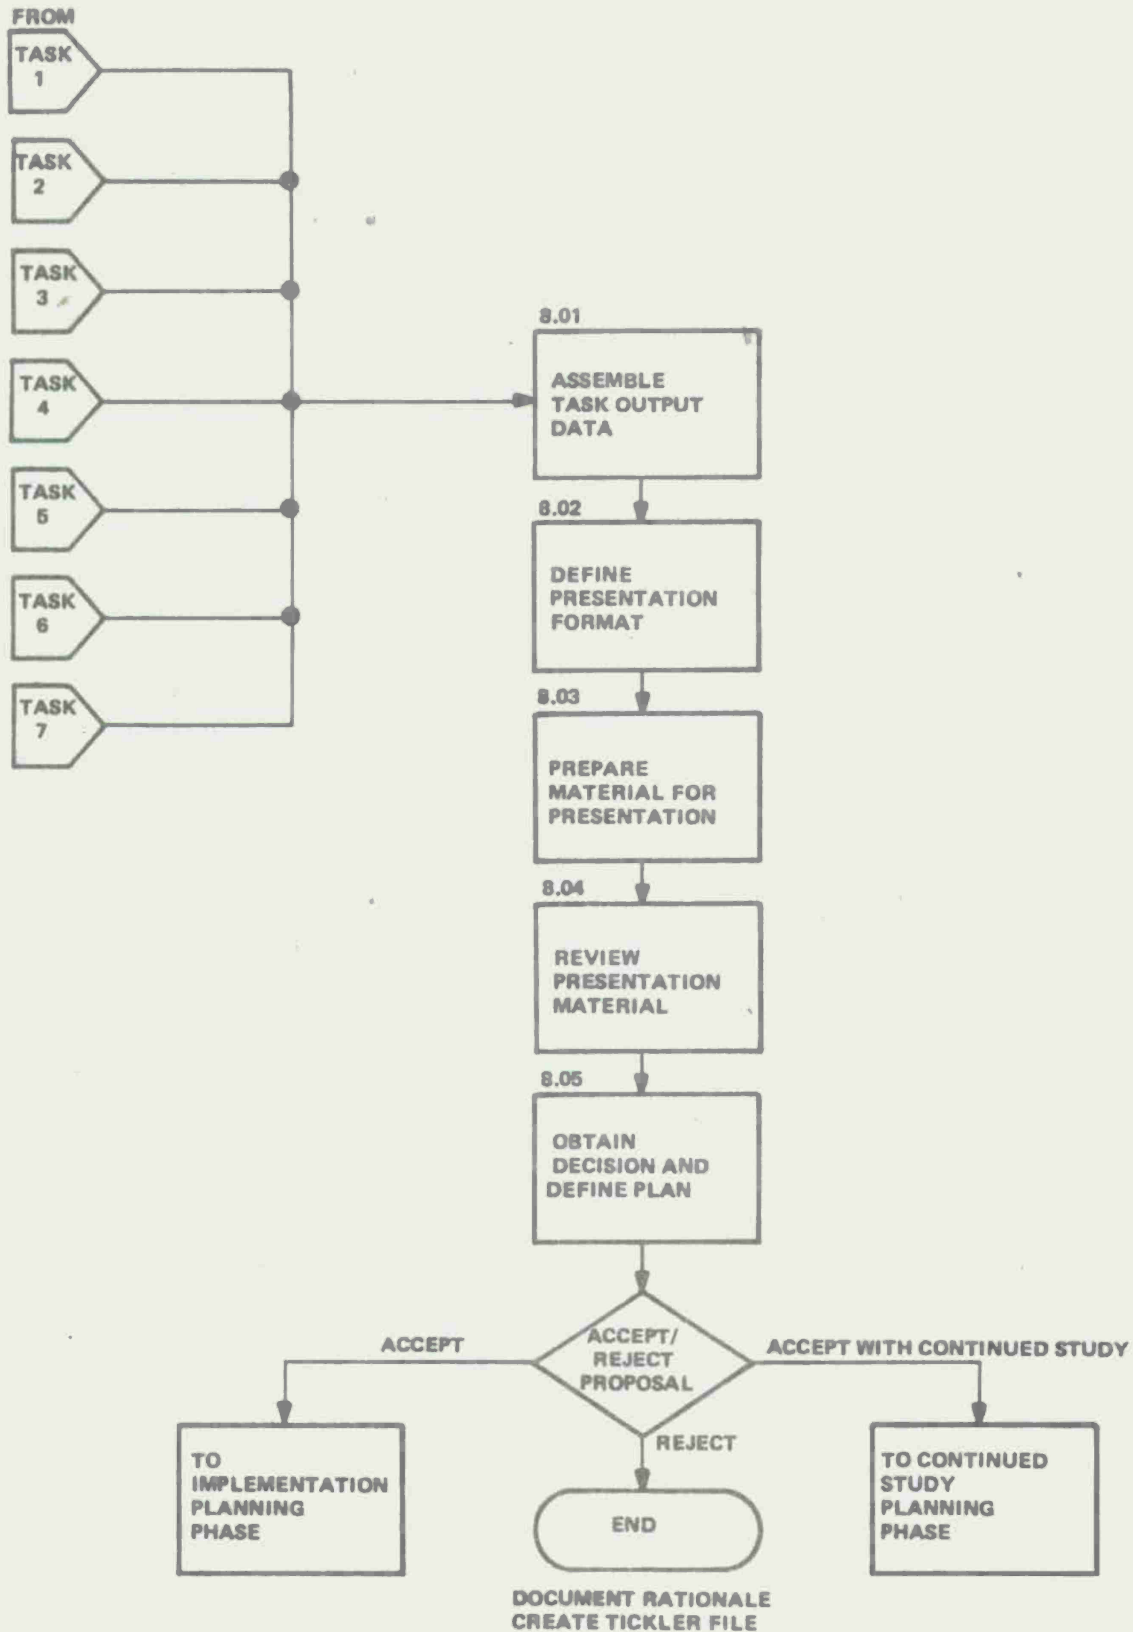 FROM
TASK
1
TASK
2
TASK
3
TASK
4
TASK
5
TASK
6
TASK
7
8.01
ASSEMBLE
TASK OUTPUT
DATA
8.02
DEFINE
PRESENTATION
FORMAT
8.03
PREPARE
MATERIAL FOR
PRESENTATION
8.04
REVIEW
PRESENTATION
MATERIAL
8.05
OBTAIN
DECISION AND
DEFINE PLAN
ACCEPT/
REJECT
PROPOSAL
ACCEPT
ACCEPT WITH CONTINUED STUDY
REJECT
TO
IMPLEMENTATION
PLANNING
PHASE
END
TO CONTINUED
STUDY
PLANNING
PHASE
DOCUMENT RATIONALE
CREATE TICKLER FILE